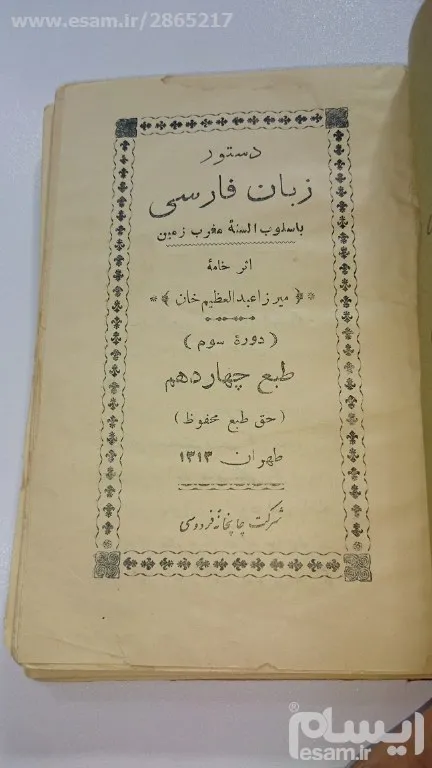 www.esam.ir/2865217
دستور
زبان فارسی
باسلوب السنهٔ مغرب زمین
اثر خامهٔ
﴿ میرزا عبدالعظیم خان ﴾
( دورهٔ سوم )
طبع چهاردهم
( حق طبع محفوظ )
طهران ۱۳۱۳
شرکت چاپخانهٔ فردوسی
ایسام
esam.ir